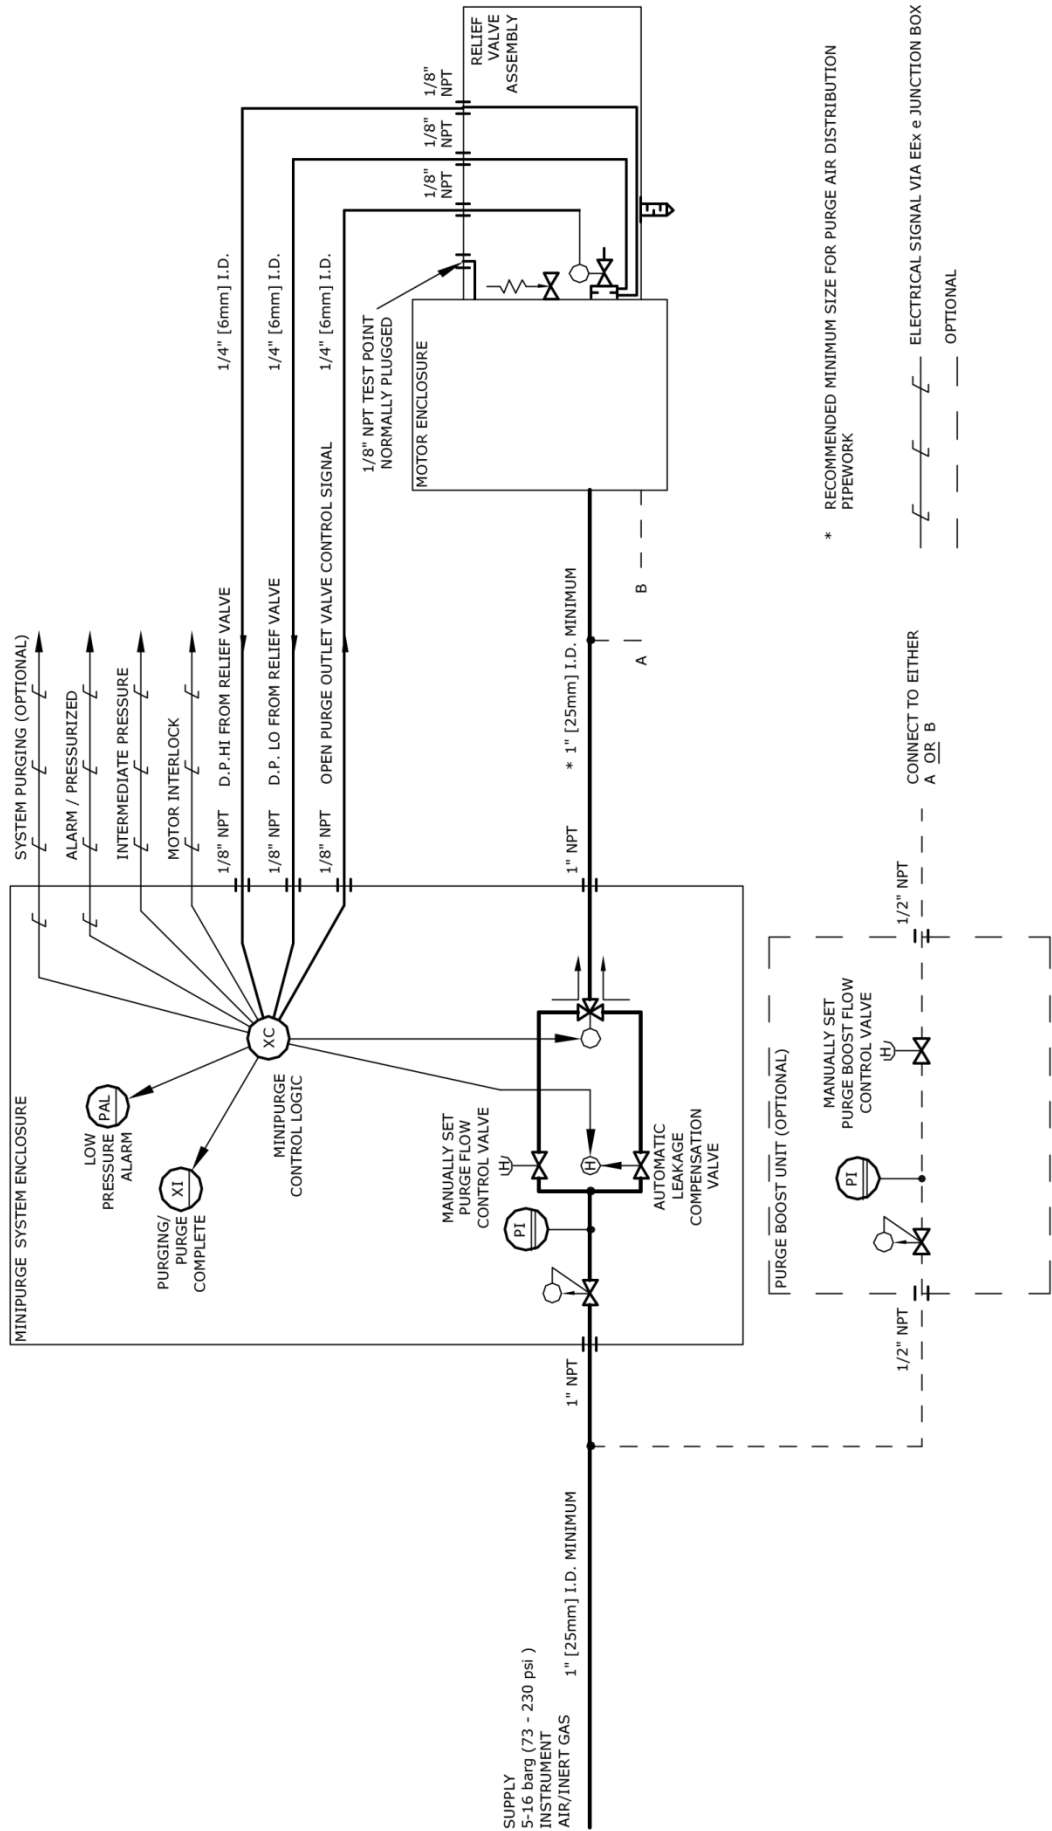 SUPPLY
5-16 barg (73 - 230 psi )
INSTRUMENT
AIR/INERT GAS
1" [25mm] I.D. MINIMUM
1" NPT
MINIPURGE SYSTEM ENCLOSURE
PURGING/
PURGE
COMPLETE
XI
LOW
PRESSURE
ALARM
PAL
XC
MINIPURGE
CONTROL LOGIC
PI
MANUALLY SET
PURGE FLOW
CONTROL VALVE
H
H
AUTOMATIC
LEAKAGE
COMPENSATION
VALVE
SYSTEM PURGING (OPTIONAL)
ALARM / PRESSURIZED
INTERMEDIATE PRESSURE
MOTOR INTERLOCK
1/8" NPT
D.P.HI FROM RELIEF VALVE
1/4" [6mm] I.D.
1/8" NPT
D.P. LO FROM RELIEF VALVE
1/4" [6mm] I.D.
1/8" NPT
OPEN PURGE OUTLET VALVE CONTROL SIGNAL
1/4" [6mm] I.D.
1" NPT
* 1" [25mm] I.D. MINIMUM
A
B
1/8" NPT TEST POINT
NORMALLY PLUGGED
MOTOR ENCLOSURE
1/8"
NPT
1/8"
NPT
1/8"
NPT
RELIEF
VALVE
ASSEMBLY
1/2" NPT
PURGE BOOST UNIT (OPTIONAL)
PI
MANUALLY SET
PURGE BOOST FLOW
CONTROL VALVE
H
1/2" NPT
CONNECT TO EITHER
A OR B
* RECOMMENDED MINIMUM SIZE FOR PURGE AIR DISTRIBUTION
PIPEWORK
ELECTRICAL SIGNAL VIA EEx e JUNCTION BOX
OPTIONAL